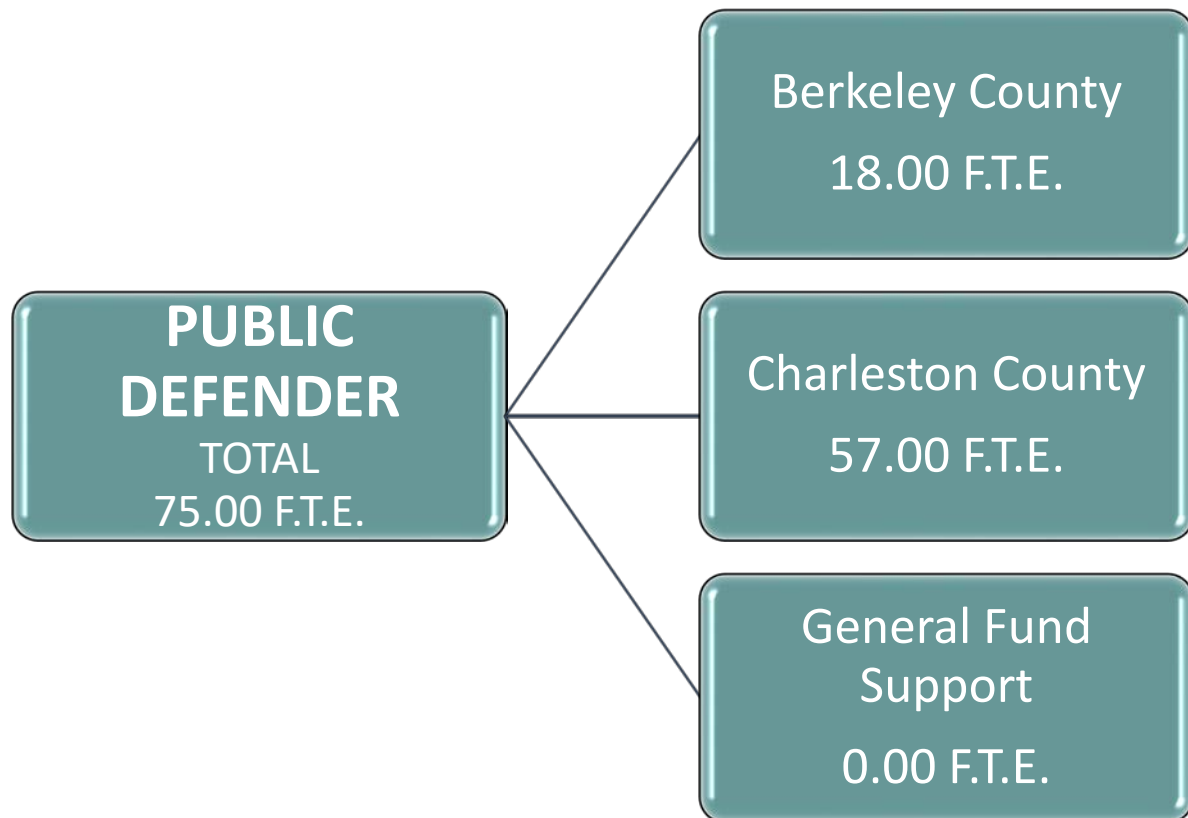 PUBLIC
DEFENDER
TOTAL
75.00 F.T.E.
Berkeley County
18.00 F.T.E.
Charleston County
57.00 F.T.E.
General Fund
Support
0.00 F.T.E.